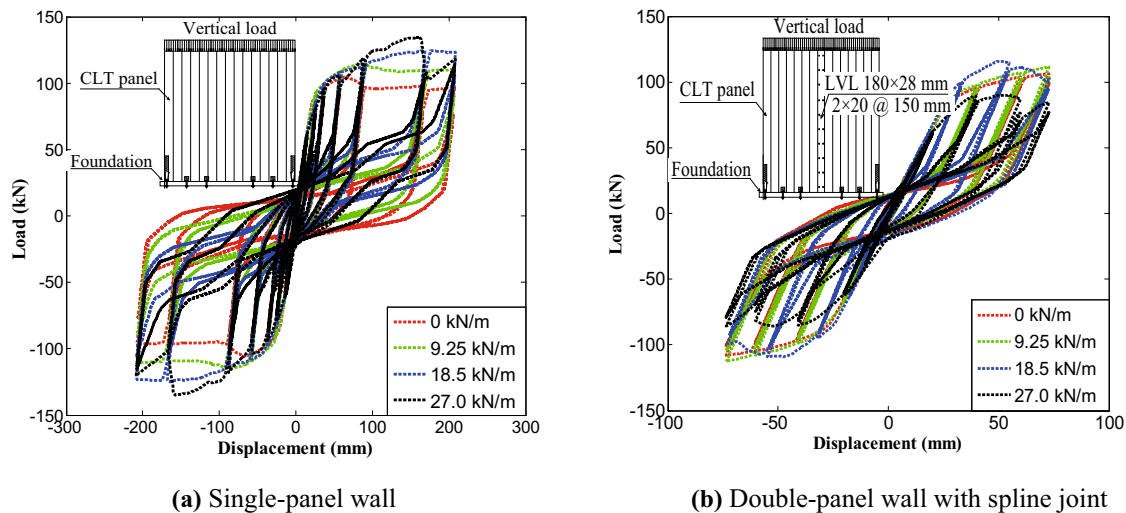 Vertical load
CLT panel
Foundation
150
100
50
0
-50
-100
-150
Load (kN)
-300
-200
-100
0
100
200
300
Displacement (mm)
0 kN/m
9.25 kN/m
18.5 kN/m
27.0 kN/m
(a) Single-panel wall
Vertical load
CLT panel
LVL 180×28 mm
2×20 @ 150 mm
Foundation
150
100
50
0
-50
-100
-150
Load (kN)
-100
-50
0
50
100
Displacement (mm)
0 kN/m
9.25 kN/m
18.5 kN/m
27.0 kN/m
(b) Double-panel wall with spline joint